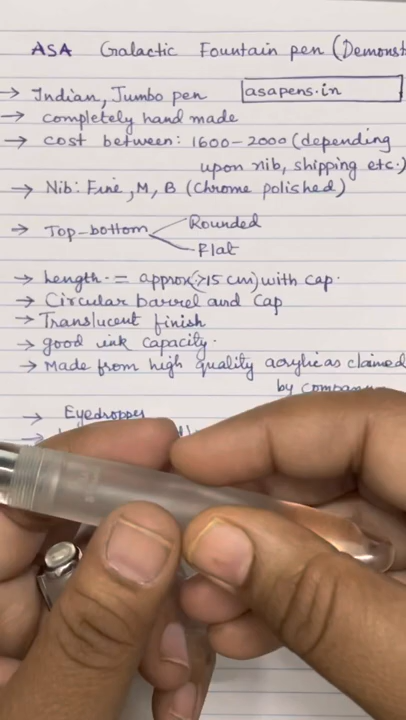 ASA Galactic Fountain pen (Demonst
asapens.in
→ Indian, Jumbo pen
→ completely hand made
→ cost between: 1600-2000 (depending
upon nib, shipping etc.)
→ Nib: Fine, M, B (Chrome polished)
→ Top-bottom
Rounded
Flat
→ Length = approx (>15 cm) with cap.
→ Circular barrel and Cap
→ Translucent finish
→ good ink capacity.
→ Made from high quality acrylic as claimed
by company
→ Eyedropper